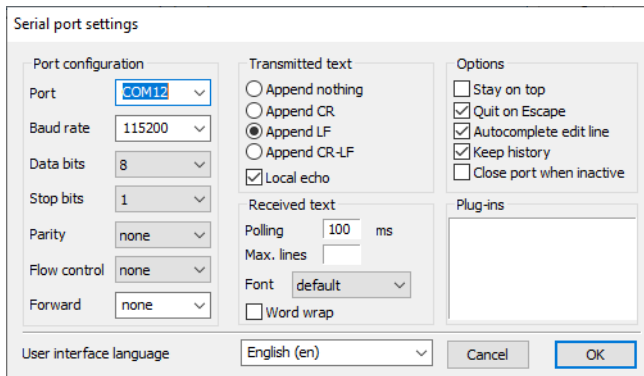 Serial port settings
Port configuration
Port COM12
Baud rate 115200
Data bits 8
Stop bits 1
Parity none
Flow control none
Forward none
Transmitted text
Append nothing
Append CR
Append LF
Append CR-LF
Local echo
Received text
Polling 100 ms
Max. lines
Font default
Word wrap
Options
Stay on top
Quit on Escape
Autocomplete edit line
Keep history
Close port when inactive
Plug-ins
User interface language English (en) Cancel OK